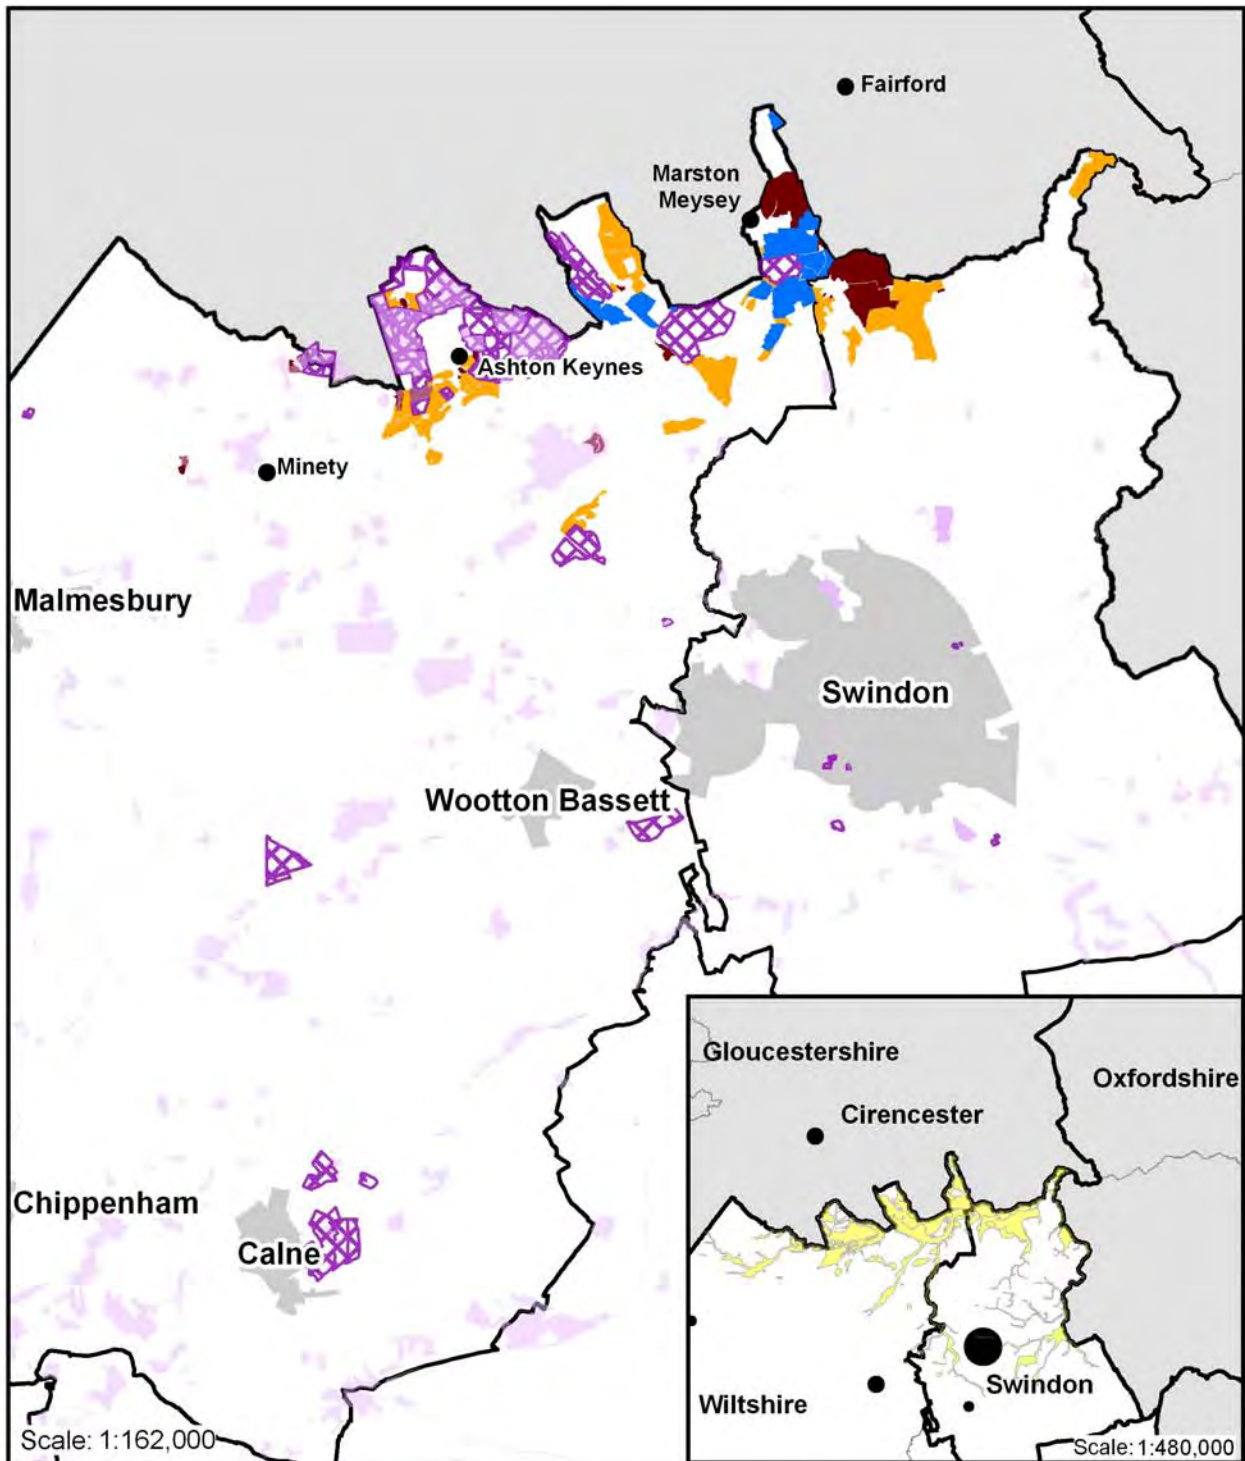 Fairford
Marston
Meysey
Ashton Keynes
Minety
Malmesbury
Swindon
Wootton Bassett
Chippenham
Calne
Scale: 1:162,000
Gloucestershire
Oxfordshire
Cirencester
Swindon
Wiltshire
Scale: 1:480,000